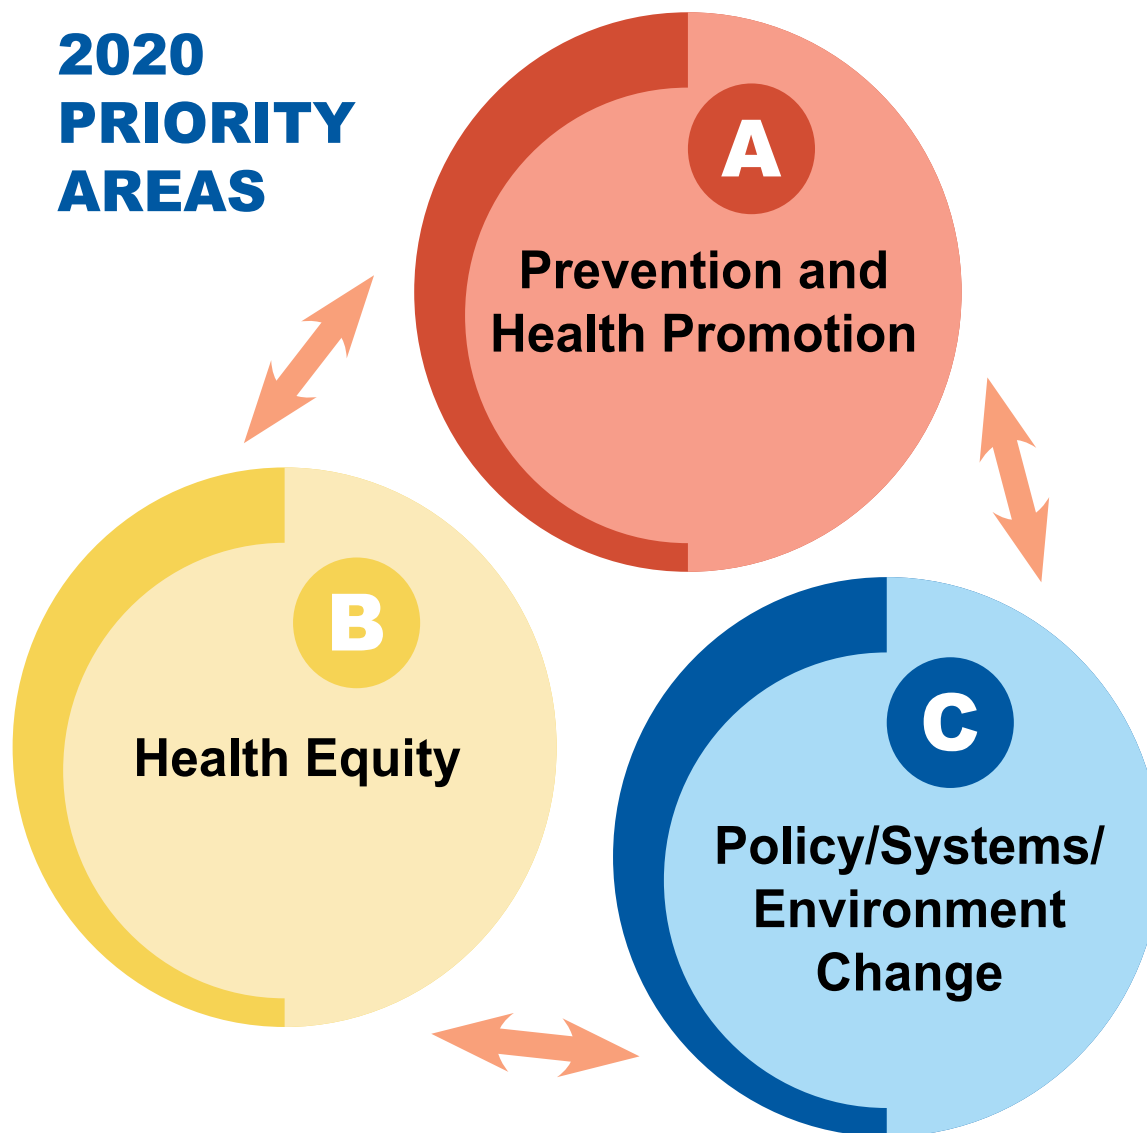 2020
PRIORITY
AREAS
A
Prevention and
Health Promotion
B
Health Equity
C
Policy/Systems/
Environment
Change